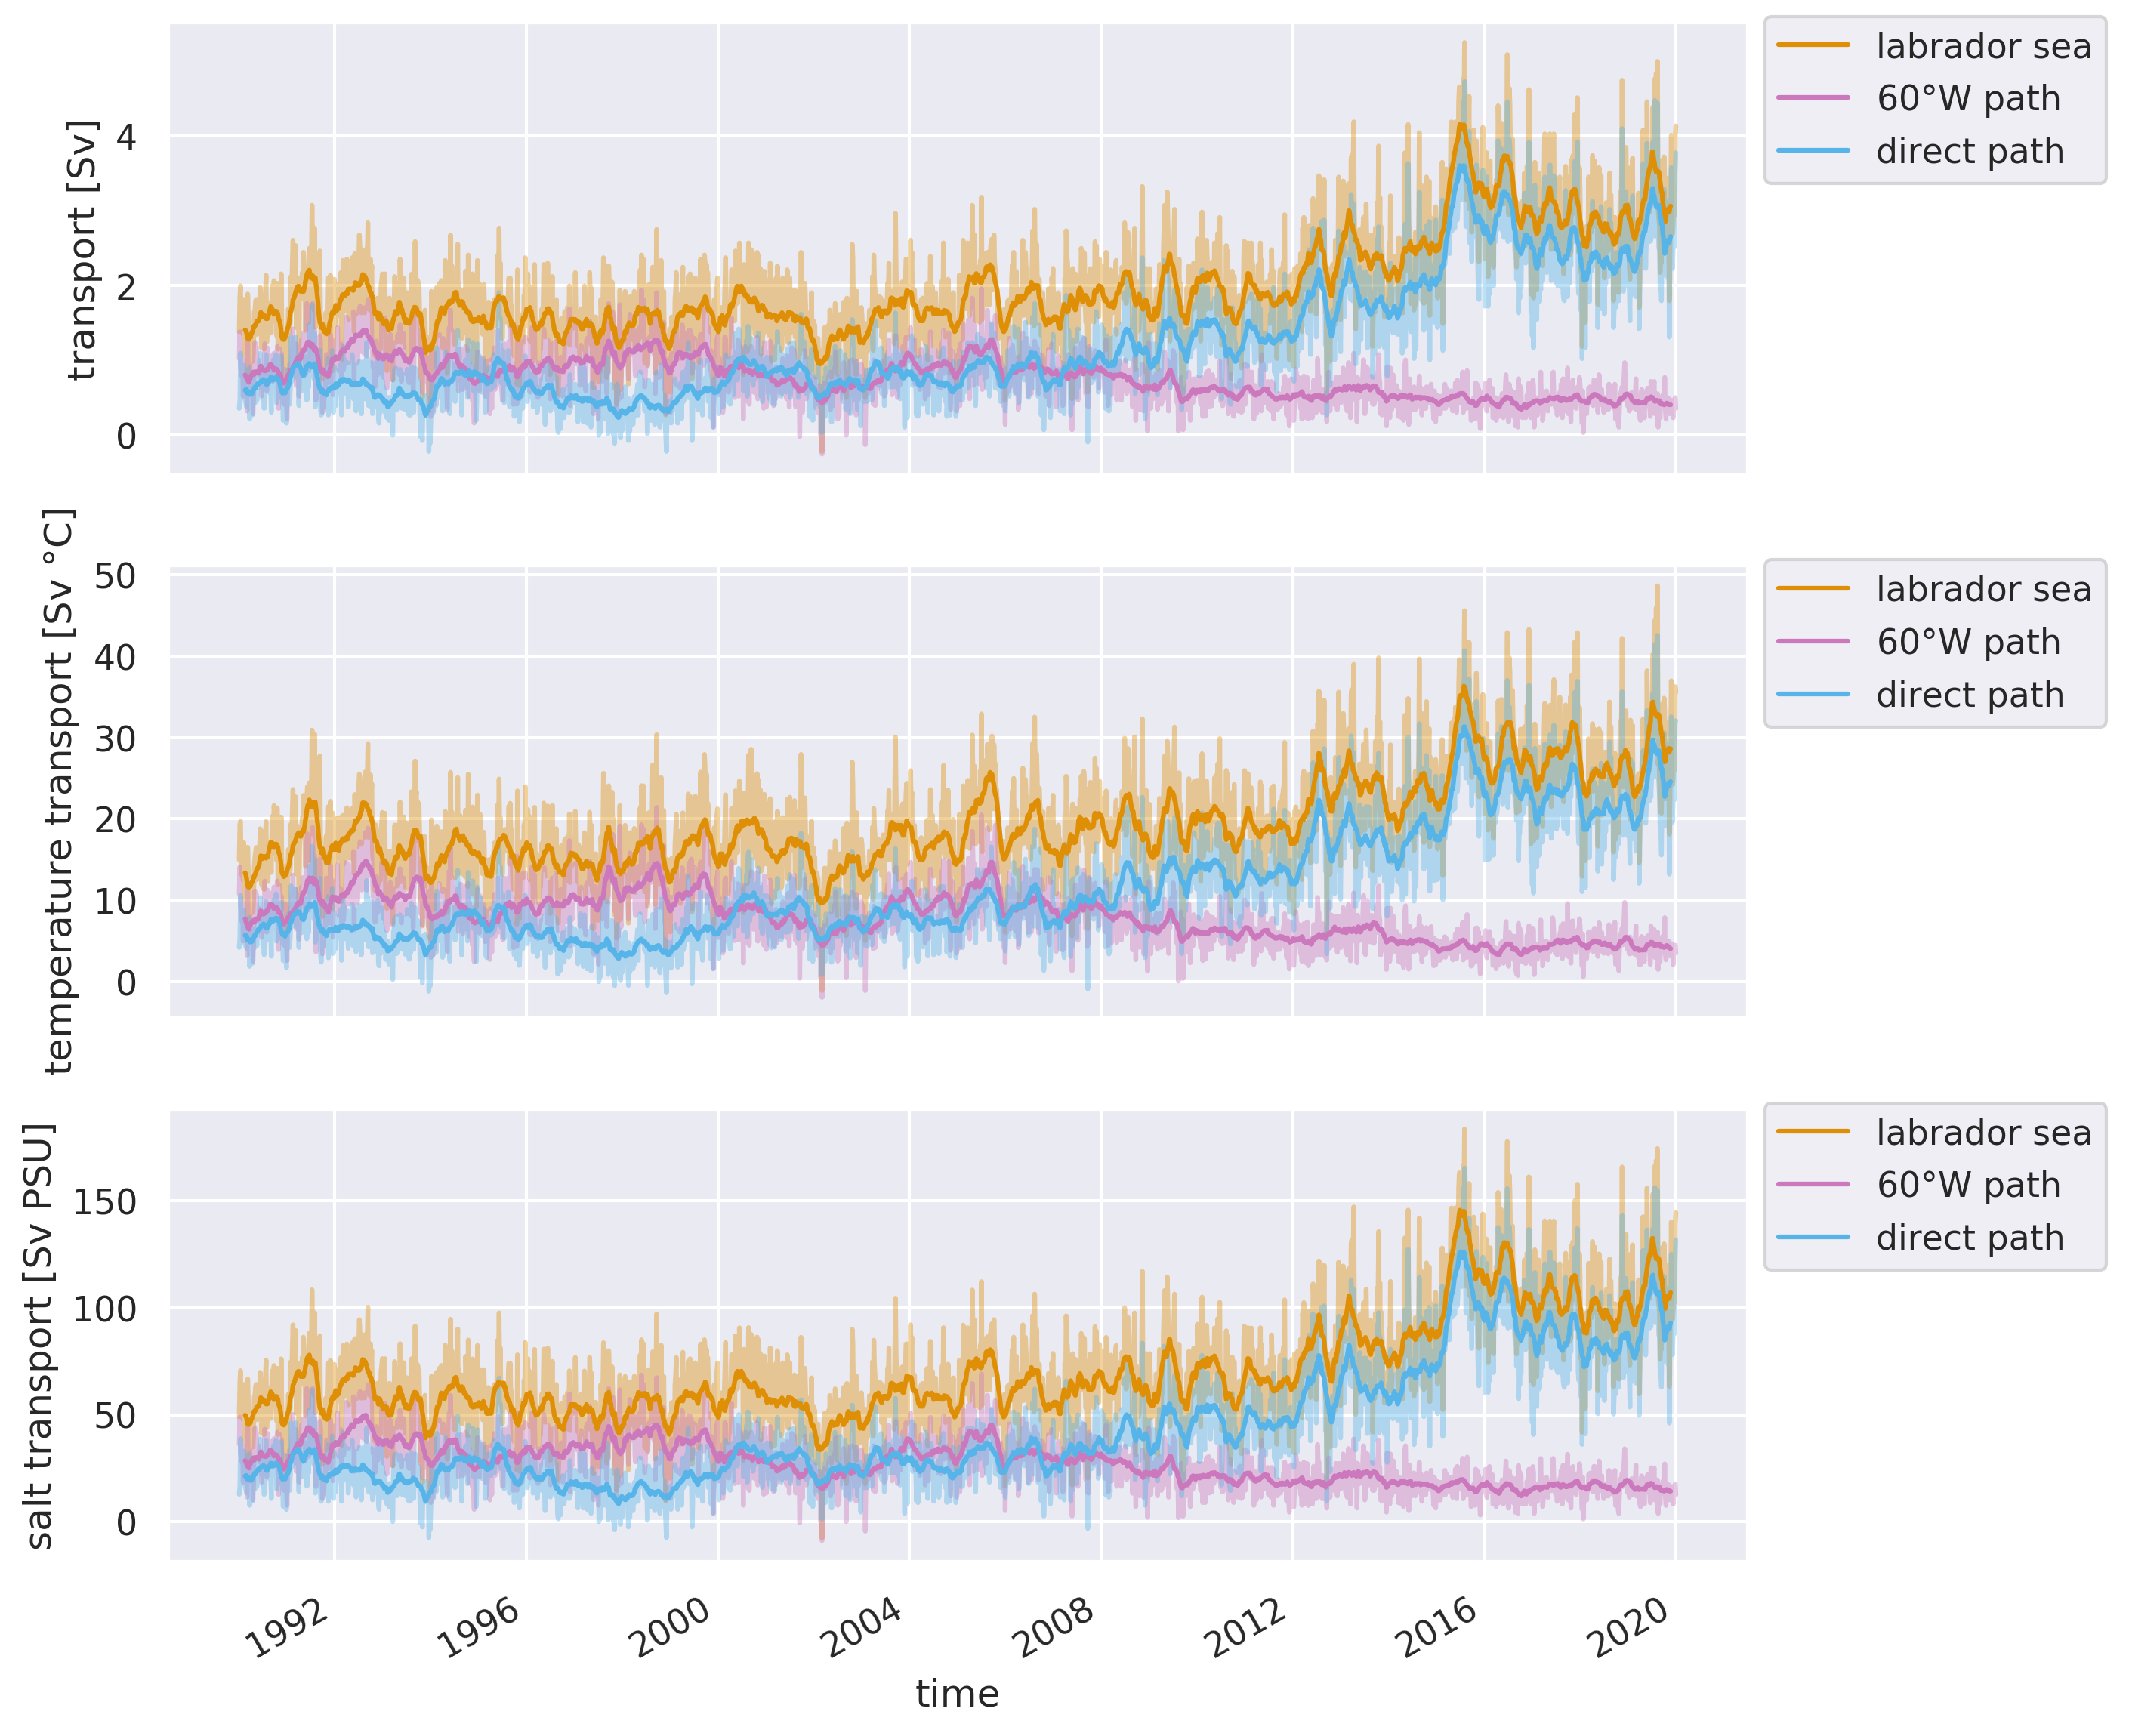 transport [Sv]
4
2
0
labrador sea
60°W path
direct path
temperature transport [Sv °C]
50
40
30
20
10
0
labrador sea
60°W path
direct path
salt transport [Sv PSU]
150
100
50
0
labrador sea
60°W path
direct path
1992 1996 2000 2004 2008 2012 2016 2020
time